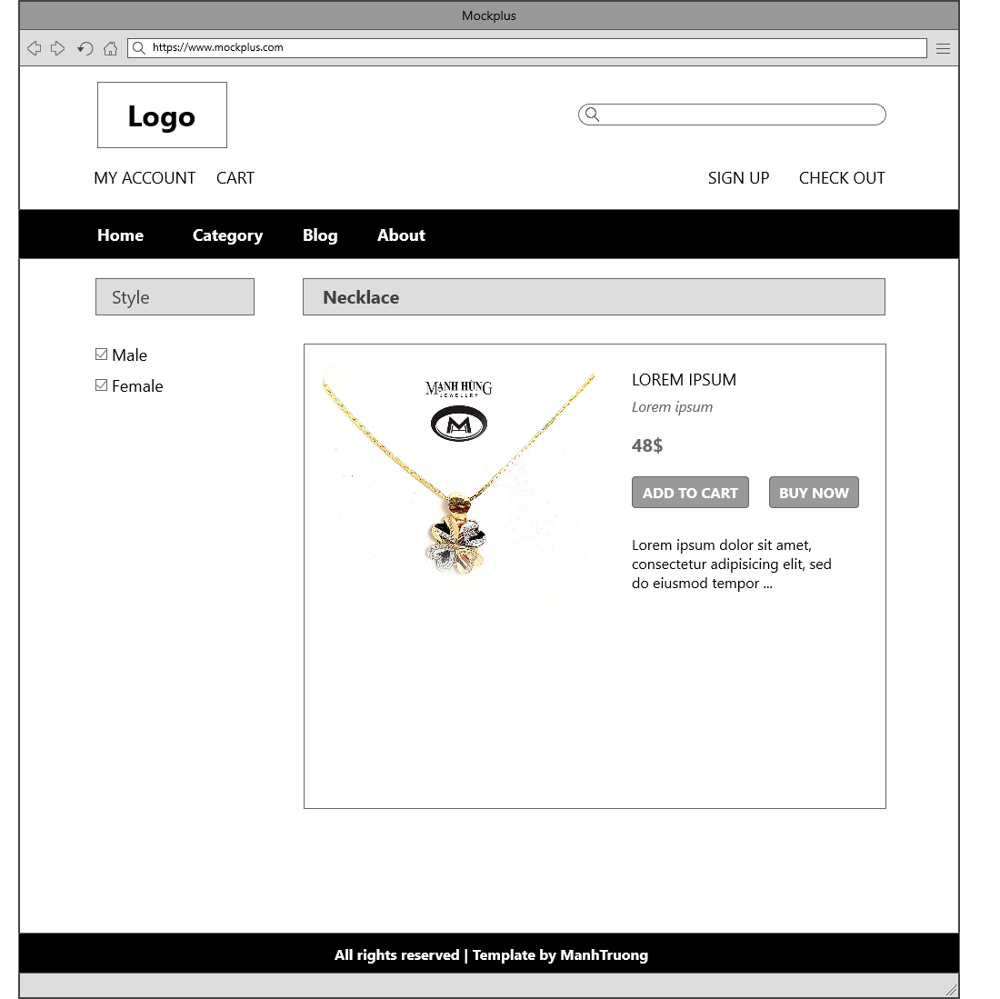 Mockplus
https://www.mockplus.com
Logo
MY ACCOUNT CART SIGN UP CHECK OUT
Home Category Blog About
Style
Male
Female
Necklace
MẠNH HÙNG
JEWELLRY
M
LOREM IPSUM
Lorem ipsum
48$
ADD TO CART BUY NOW
Lorem ipsum dolor sit amet,
consectetur adipisicing elit, sed
do eiusmod tempor ...
All rights reserved | Template by ManhTruong